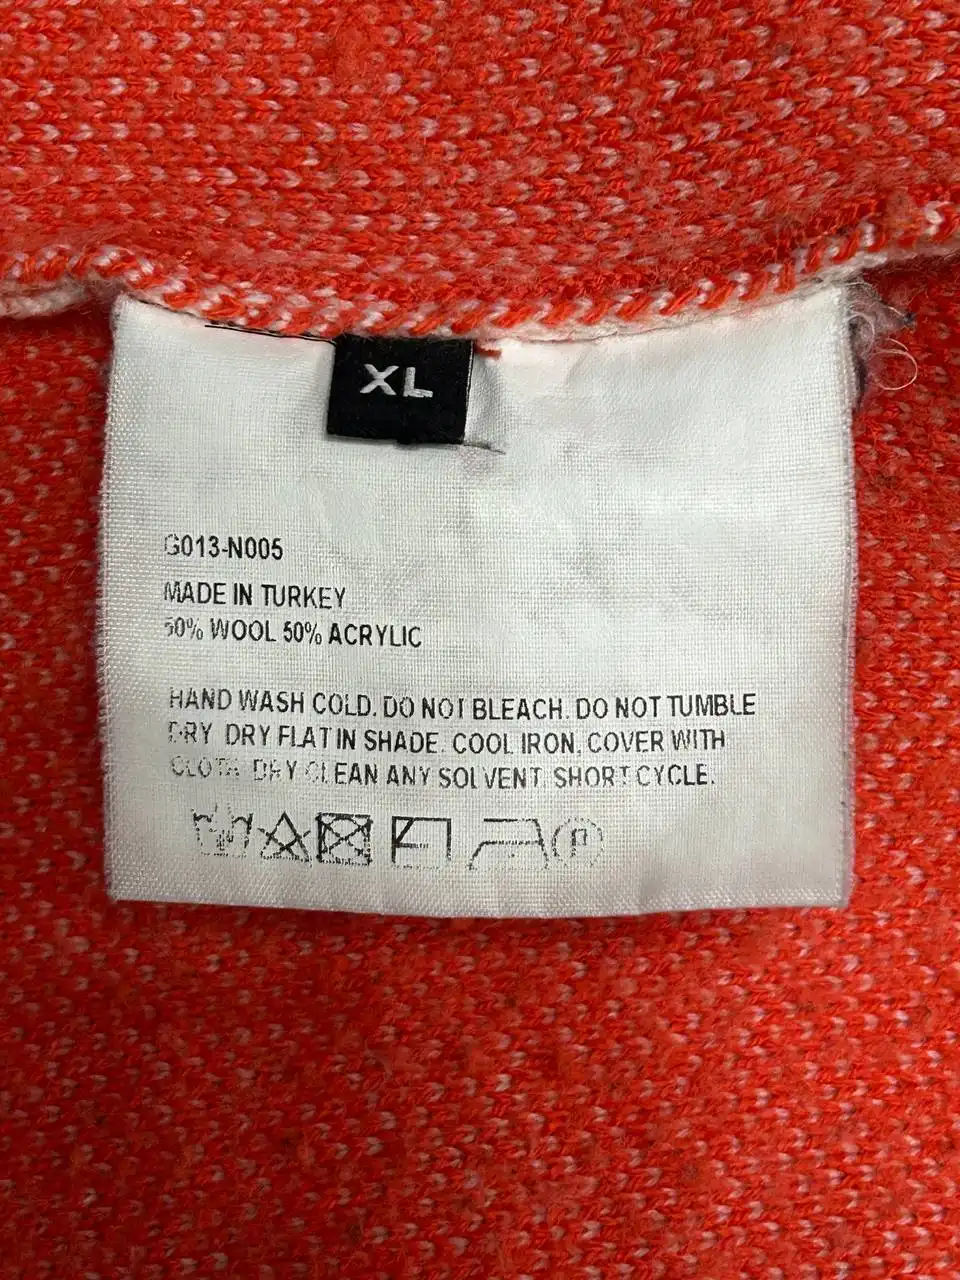 XL
G013-N005
MADE IN TURKEY
50% WOOL 50% ACRYLIC
HAND WASH COLD. DO NOT BLEACH. DO NOT TUMBLE
DRY DRY FLAT IN SHADE. COOL IRON, COVER WITH
CLOTH. DRY CLEAN ANY SOLVENT. SHORT CYCLE.
P